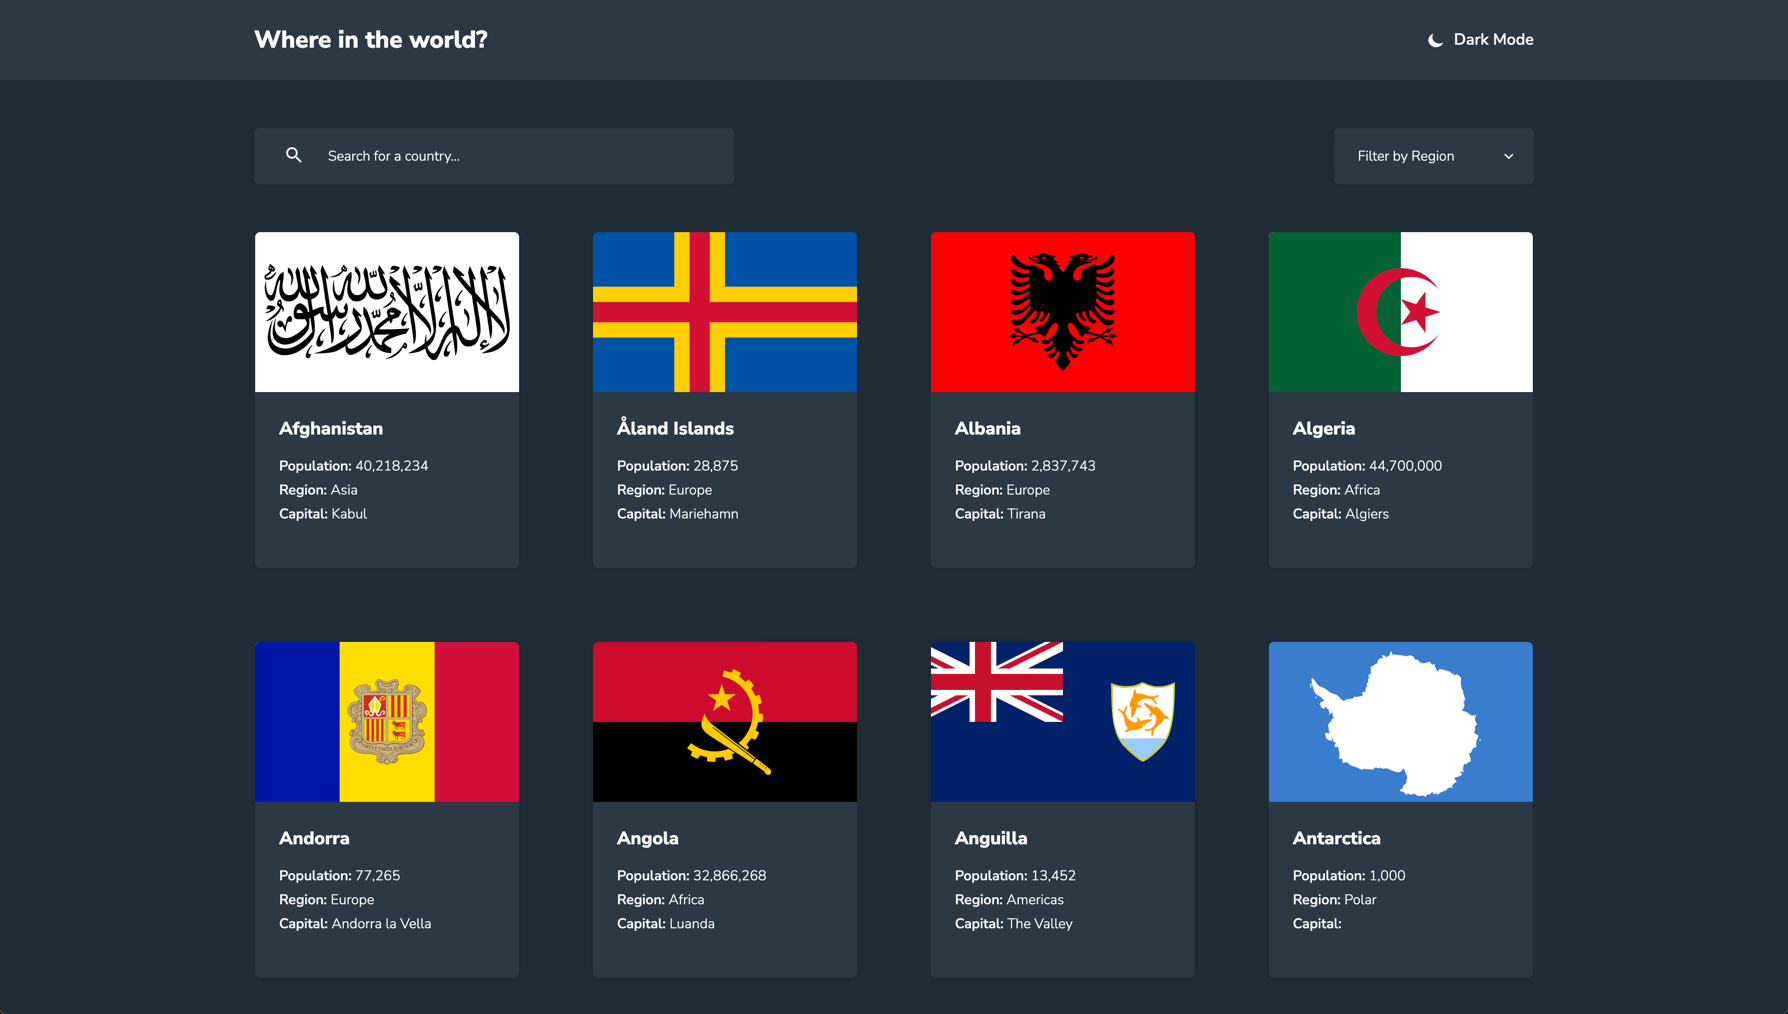 Where in the world?
Dark Mode
Search for a country...
Filter by Region
لا إله إلا الله محمد رسول الله
Afghanistan
Population: 40,218,234
Region: Asia
Capital: Kabul
Åland Islands
Population: 28,875
Region: Europe
Capital: Mariehamn
Albania
Population: 2,837,743
Region: Europe
Capital: Tirana
Algeria
Population: 44,700,000
Region: Africa
Capital: Algiers
Andorra
Population: 77,265
Region: Europe
Capital: Andorra la Vella
Angola
Population: 32,866,268
Region: Africa
Capital: Luanda
Anguilla
Population: 13,452
Region: Americas
Capital: The Valley
Antarctica
Population: 1,000
Region: Polar
Capital: